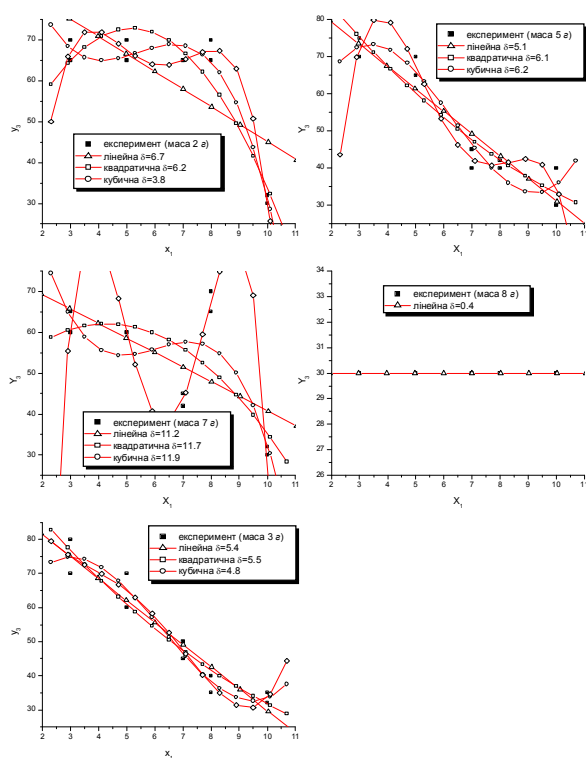 80
70
60
50
40
30
y₃
2 3 4 5 6 7 8 9 10 11
x₁
експеримент (маса 2 г)
лінейна δ=6.7
квадратична δ=6.2
кубична δ=3.8
80
70
60
50
40
30
Y₃
2 3 4 5 6 7 8 9 10 11
X₁
експеримент (маса 5 г)
лінейна δ=5.1
квадратична δ=6.1
кубична δ=6.2
70
60
50
40
30
Y₃
2 3 4 5 6 7 8 9 10 11
X₁
експеримент (маса 7 г)
лінейна δ=11.2
квадратична δ=11.7
кубична δ=11.9
34
33
32
31
30
29
28
27
26
Y₃
2 3 4 5 6 7 8 9 10 11
X₁
експеримент (маса 8 г)
лінейна δ=0.4
80
70
60
50
40
30
y₃
2 3 4 5 6 7 8 9 10 11
x₁
експеримент (маса 3 г)
лінейна δ=5.4
квадратична δ=5.5
кубична δ=4.8